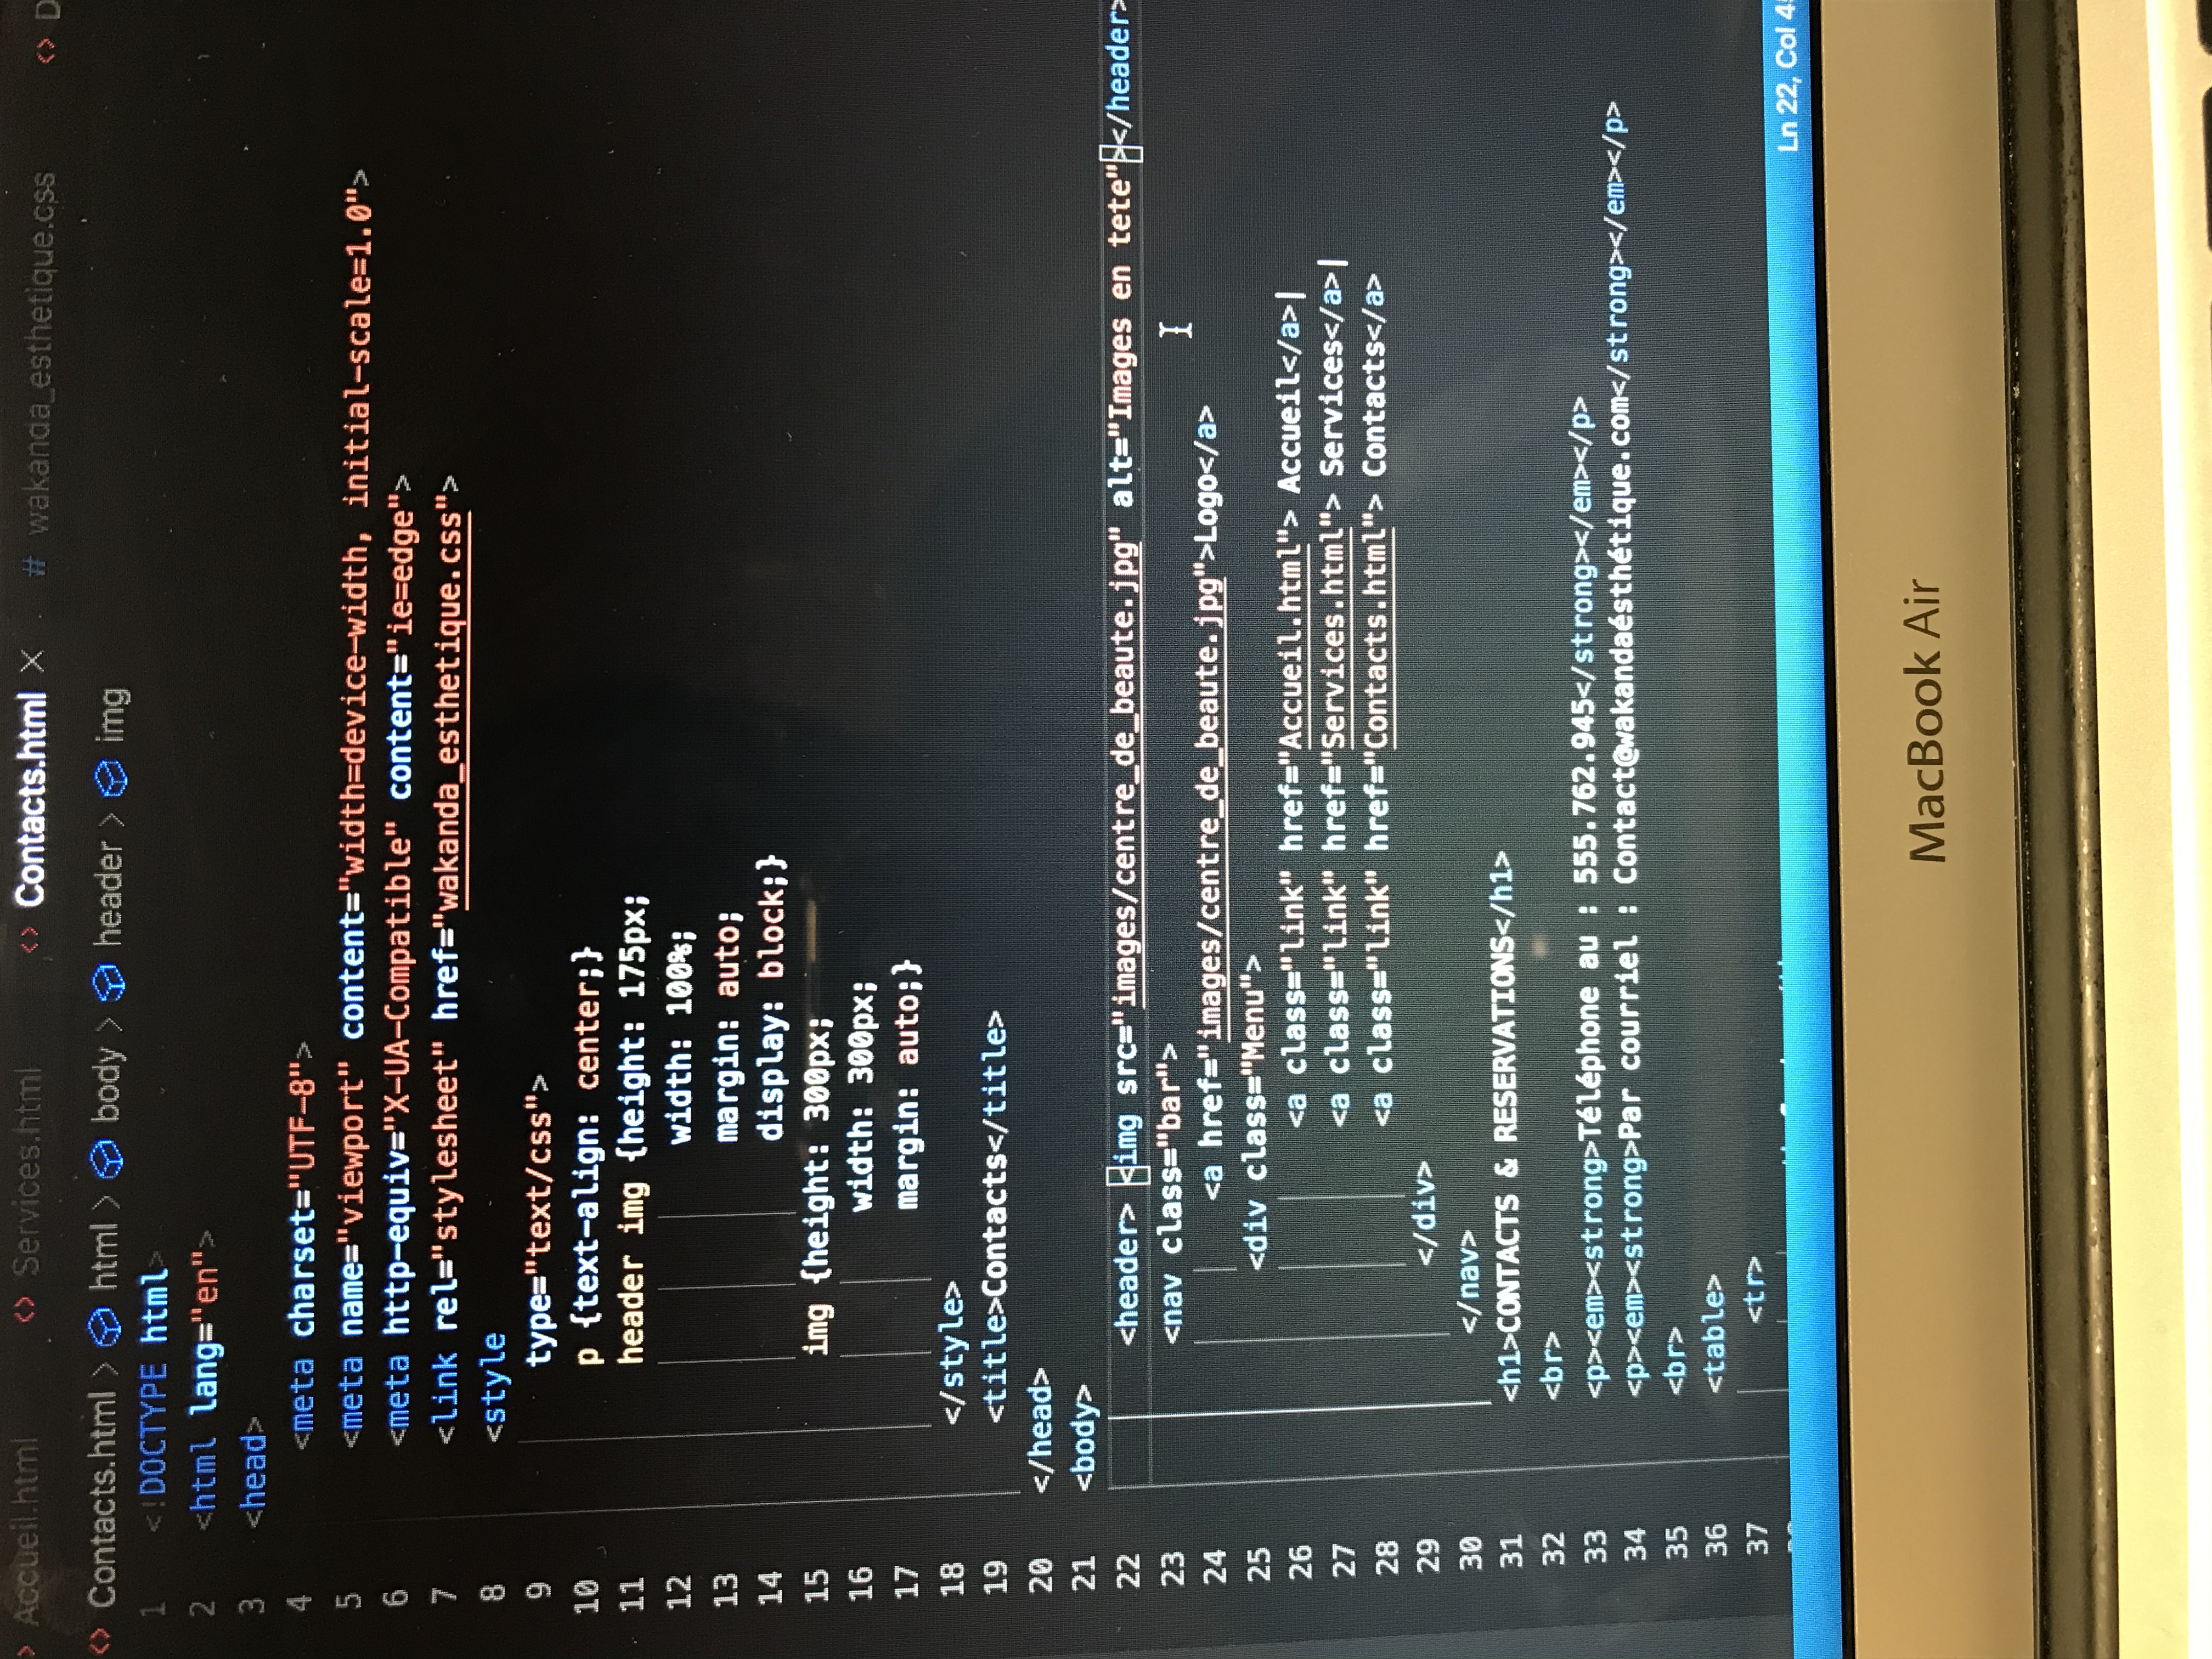 Accueil.html <> Services.html <> Contacts.html × # wakanda_esthetique.css <>
<> Contacts.html > html > body > header > img
1 <!DOCTYPE html>
2 <html lang="en">
3 <head>
4 <meta charset="UTF-8">
5 <meta name="viewport" content="width=device-width, initial-scale=1.0">
6 <meta http-equiv="X-UA-Compatible" content="ie=edge">
7 <link rel="stylesheet" href="wakanda_esthetique.css">
8 <style
9 type="text/css">
10 p {text-align: center;}
11 header img {height: 175px;
12 width: 100%;
13 margin: auto;
14 display: block;}
15 img {height: 300px;
16 width: 300px;
17 margin: auto;}
18 </style>
19 <title>Contacts</title>
20 </head>
21 <body>
22 <header> <img src="images/centre_de_beaute.jpg" alt="Images en tete"></header>
23 <nav class="bar">
24 <a href="images/centre_de_beaute.jpg">Logo</a>
25 <div class="Menu">
26 <a class="link" href="Accueil.html"> Accueil</a>|
27 <a class="link" href="Services.html"> Services</a>|
28 <a class="link" href="Contacts.html"> Contacts</a>
29 </div>
30 </nav>
31 <h1>CONTACTS & RESERVATIONS</h1>
32 <br>
33 <p><em><strong>Téléphone au : 555.762.945</strong></em></p>
34 <p><em><strong>Par courriel : Contact@wakandaésthétique.com</strong></em></p>
35 <br>
36 <table>
37 <tr>
Ln 22, Col
MacBook Air